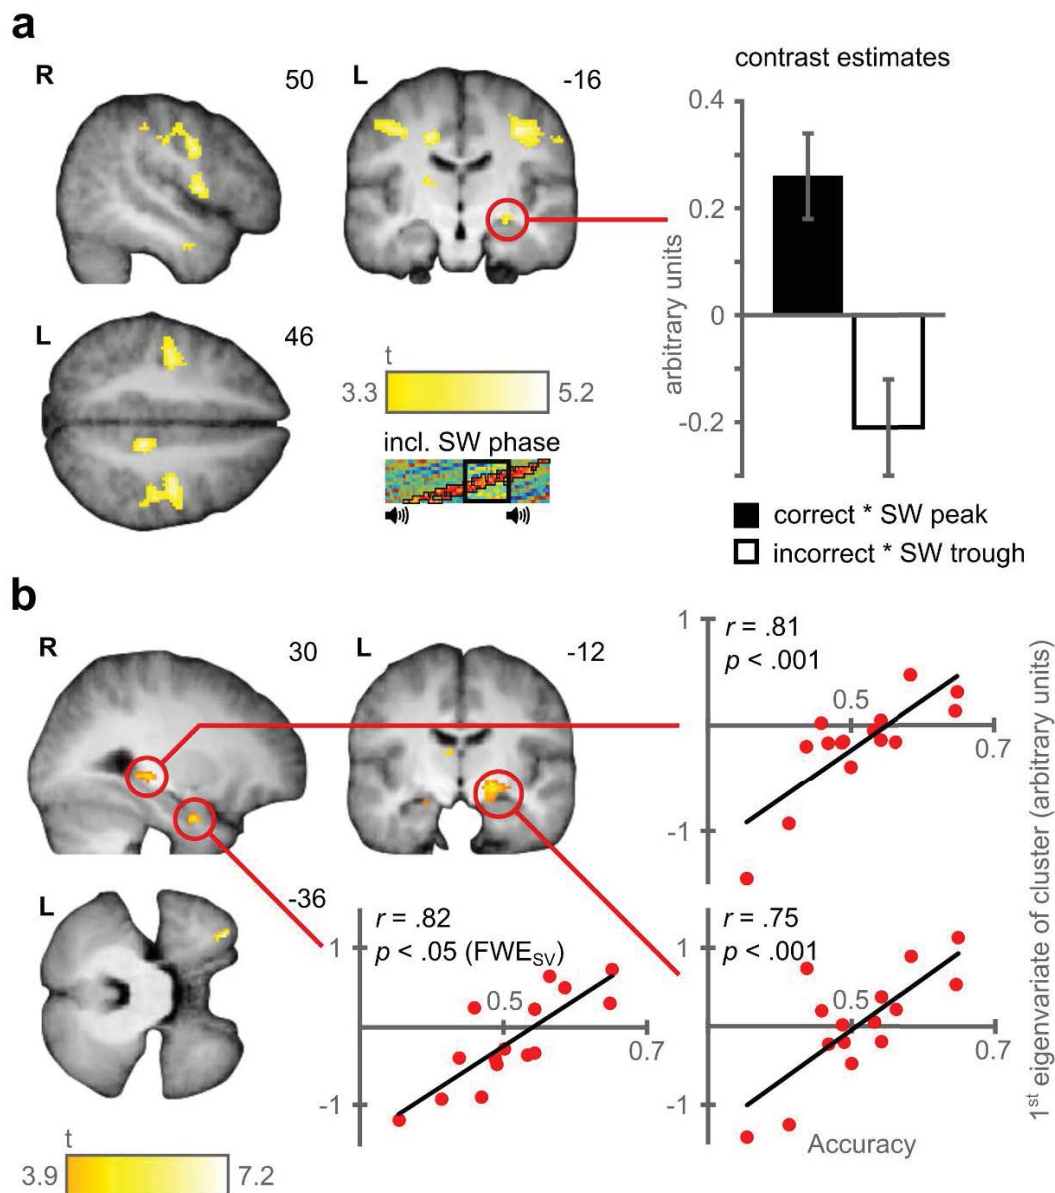 a
R
50
L
-16
contrast estimates
0.4
0.2
0
-0.2
arbitrary units
L
46
t
3.3
5.2
incl. SW phase
correct * SW peak
incorrect * SW trough
b
R
30
L
-12
1
r = .81
p < .001
0.5
0.7
-1
L
-36
1
r = .82
p < .05 (FWESV)
0.5
0.7
-1
1
r = .75
p < .001
0.5
0.7
-1
Accuracy
1st eigenvariate of cluster (arbitrary units)
t
3.9
7.2